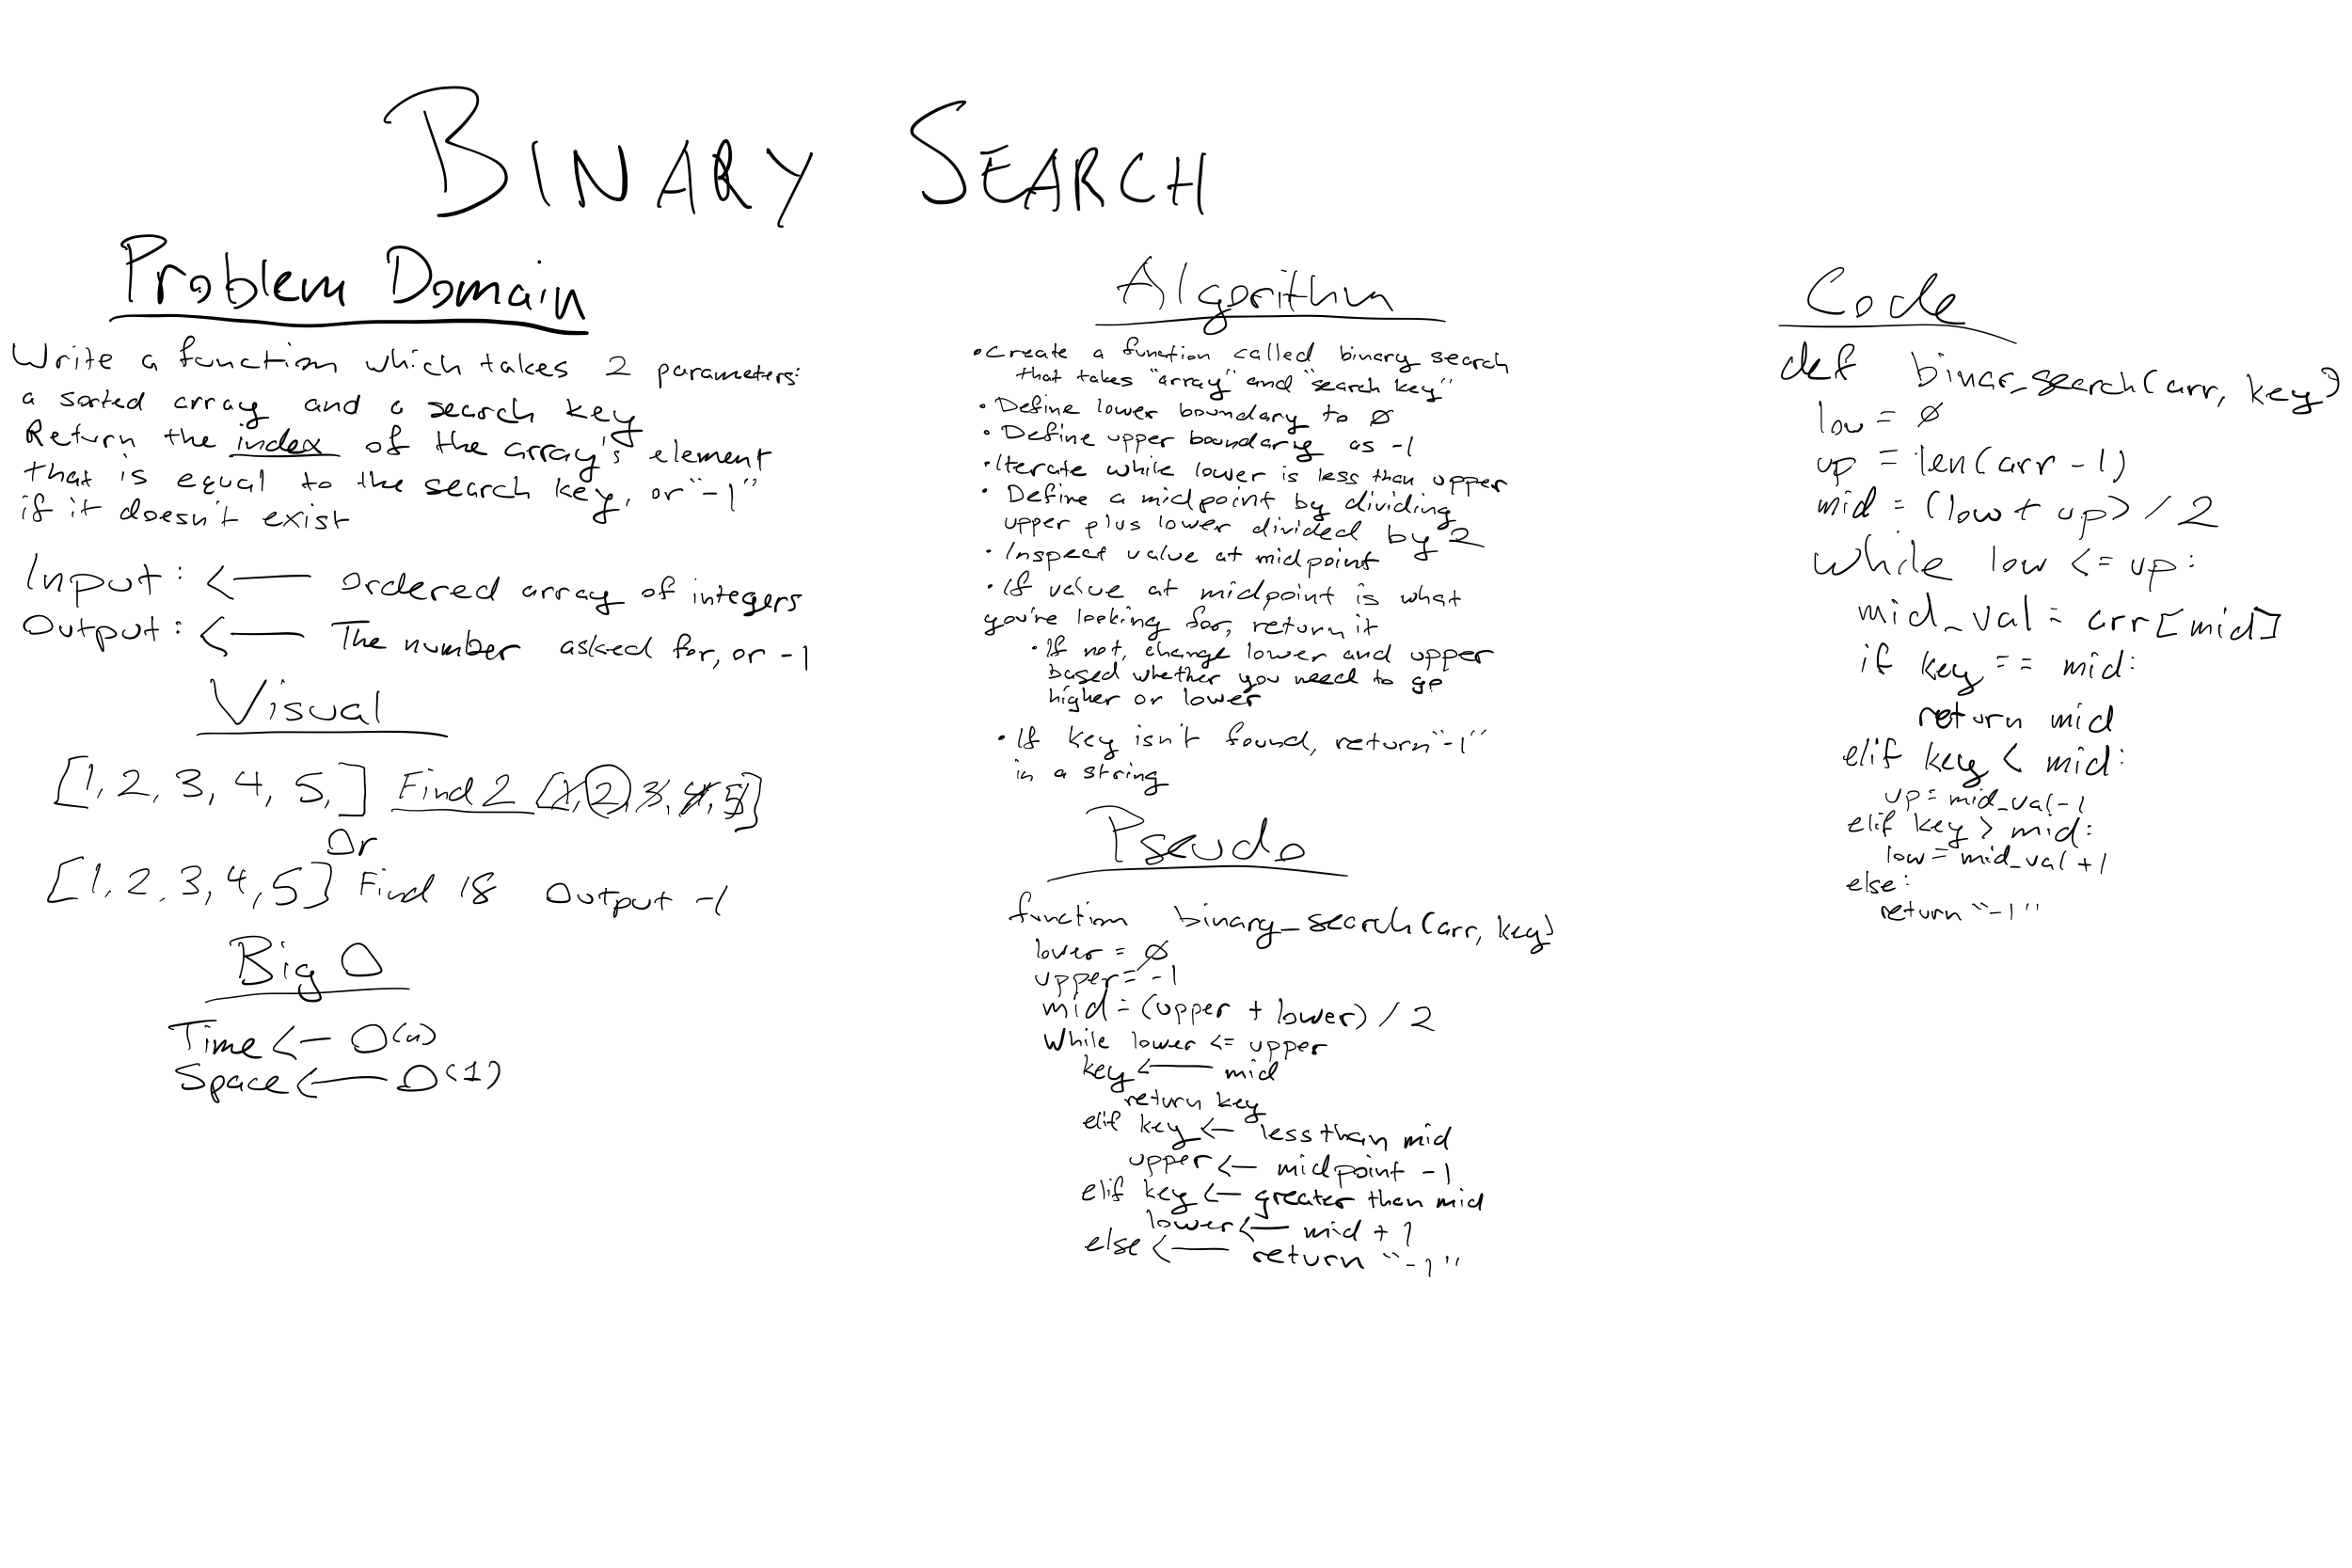 BINARY SEARCH
Problem Domain
Write a function which takes 2 parameters:
a sorted array and a search key
Return the index of the array's element
that is equal to the search key, or "-1"
if it doesn't exist
Input: <— ordered array of integers
Output: <— The number asked for, or -1
Visual
[1, 2, 3, 4, 5,] Find 2 [1, 2, 3, 4, 5]
Or
[1, 2, 3, 4, 5] Find 18 Output -1
Big O
Time <— O(n)
Space <— O(1)
Algorithm
• Create a function called binary search
that takes "array" and "search key"
• Define lower boundary to 0
• Define upper boundary as -1
• Iterate while lower is less than upper
• Define a midpoint by dividing
upper plus lower divided by 2
• Inspect value at midpoint
• If value at midpoint is what
you're looking for, return it
• If not, change lower and upper
based whether you need to go
higher or lower
• If key isn't found, return "-1"
in a string
Pseudo
function binary_search(arr, key)
lower = 0
upper = -1
mid = (upper + lower) / 2
While lower <= upper
key <— mid
return key
elif key <— less than mid
upper <— midpoint -1
elif key <— greater than mid
lower <— mid + 1
else <— return "-1"
Code
def binar_search(arr, key)
low = 0
up = len(arr - 1)
mid = (low + up) / 2
while low <= up:
mid_val = arr[mid]
if key == mid:
return mid
elif key < mid:
up = mid_val - 1
elif key > mid:
low = mid_val + 1
else:
return "-1"